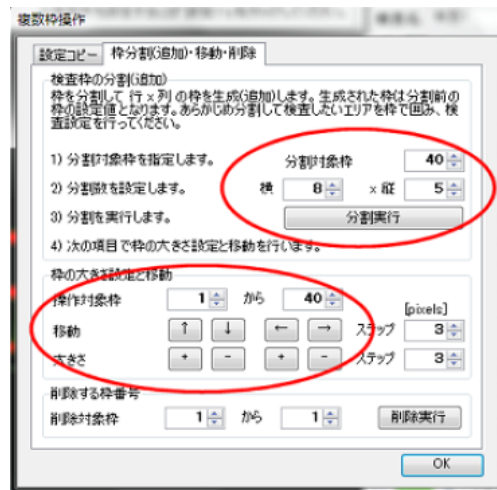 複数枠操作
設定コピー 枠分割(追加)・移動・削除
検査枠の分割(追加)
枠を分割して 行 x 列 の枠を生成(追加)します。生成された枠は分割前の
枠の設定値となります。あらかじめ分割して検査したいエリアを枠で囲み、検
査設定を行ってください。
1) 分割対象枠を指定します。 分割対象枠 40
2) 分割数を設定します。 横 8 x 縦 5
3) 分割を実行します。 分割実行
4) 次の項目で枠の大きさ設定と移動を行います。
枠の大きさ設定と移動
操作対象枠 1 から 40 [pixels]
移動 ↑ ↓ ← → ステップ 3
大きさ + - + - ステップ 3
削除する枠番号
削除対象枠 1 から 1 削除実行
OK